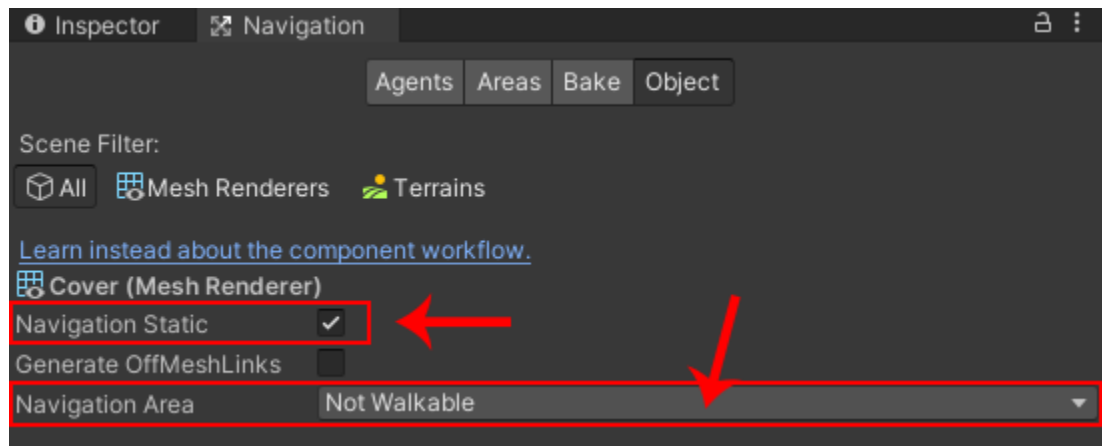 Inspector Navigation
Agents Areas Bake Object
Scene Filter:
All Mesh Renderers Terrains
Learn instead about the component workflow.
Cover (Mesh Renderer)
Navigation Static
Generate OffMeshLinks
Navigation Area Not Walkable